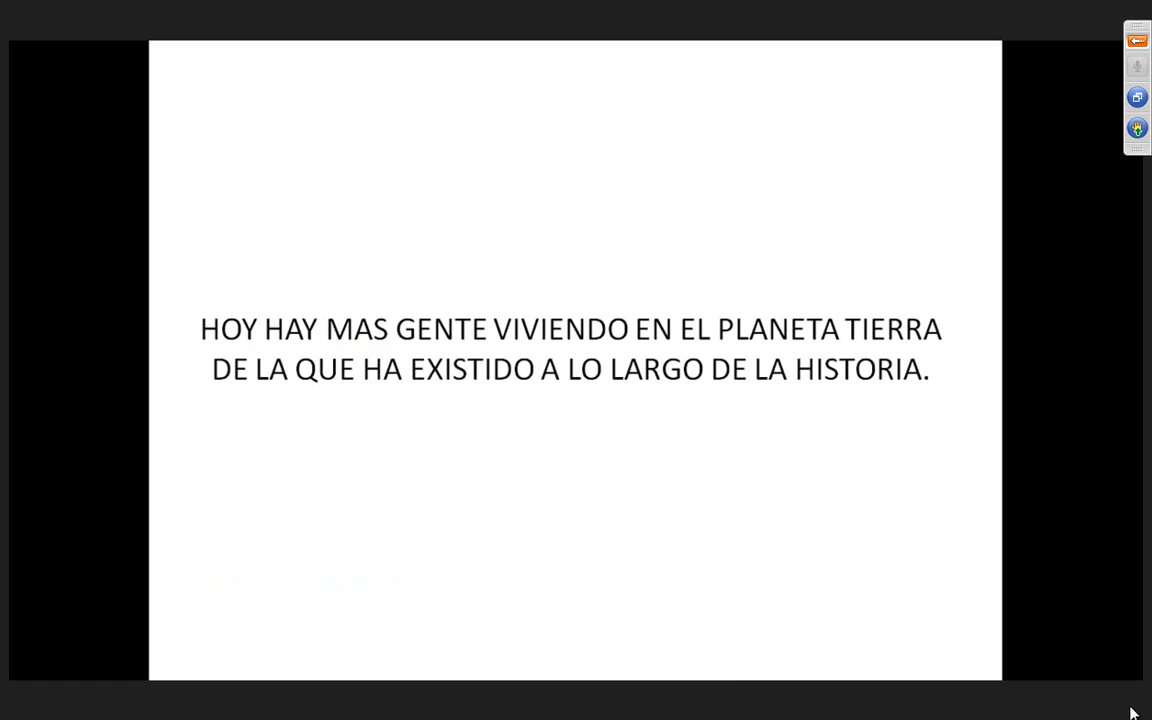 HOY HAY MAS GENTE VIVIENDO EN EL PLANETA TIERRA
DE LA QUE HA EXISTIDO A LO LARGO DE LA HISTORIA.